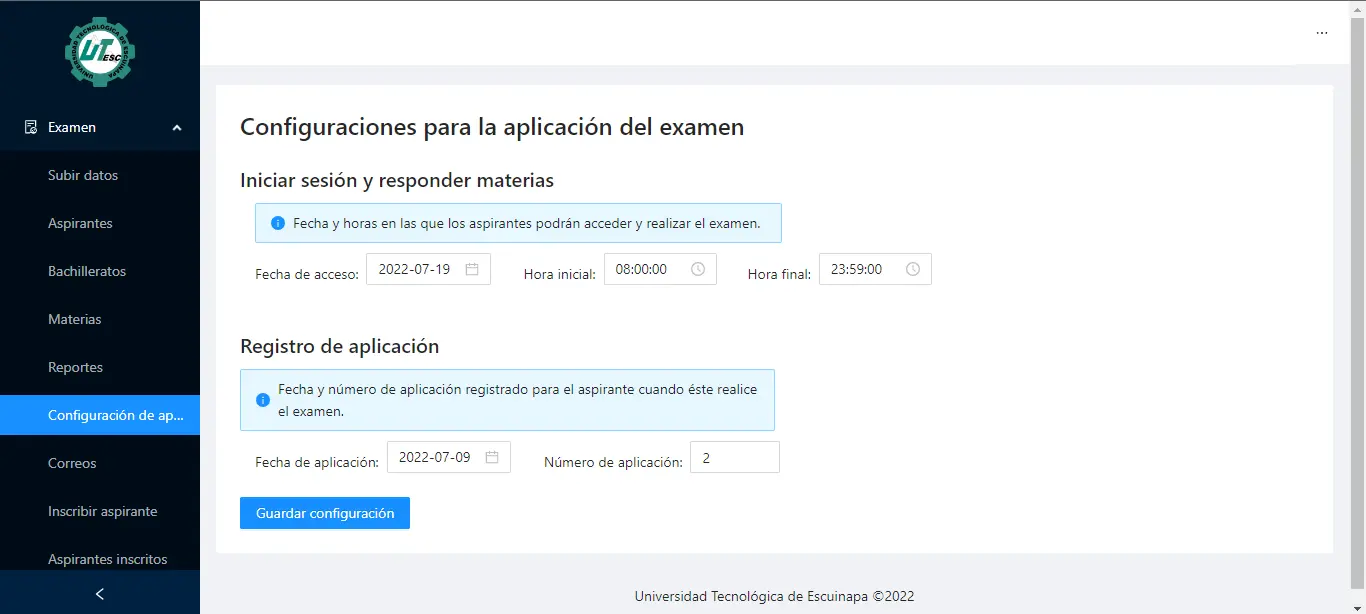 UNIVERSIDAD TECNOLÓGICA DE ESCUINAPA
UT ESC
Examen
Subir datos
Aspirantes
Bachilleratos
Materias
Reportes
Configuración de ap...
Correos
Inscribir aspirante
Aspirantes inscritos
...
Configuraciones para la aplicación del examen
Iniciar sesión y responder materias
Fecha y horas en las que los aspirantes podrán acceder y realizar el examen.
Fecha de acceso: 2022-07-19 Hora inicial: 08:00:00 Hora final: 23:59:00
Registro de aplicación
Fecha y número de aplicación registrado para el aspirante cuando éste realice
el examen.
Fecha de aplicación: 2022-07-09 Número de aplicación: 2
Guardar configuración
Universidad Tecnológica de Escuinapa ©2022